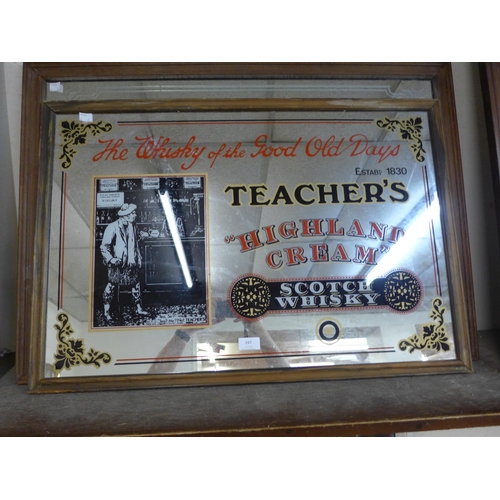 The Whisky of the Good Old Days
ESTABD 1830
TEACHER'S
"HIGHLAND
CREAM"
SCOTCH
WHISKY